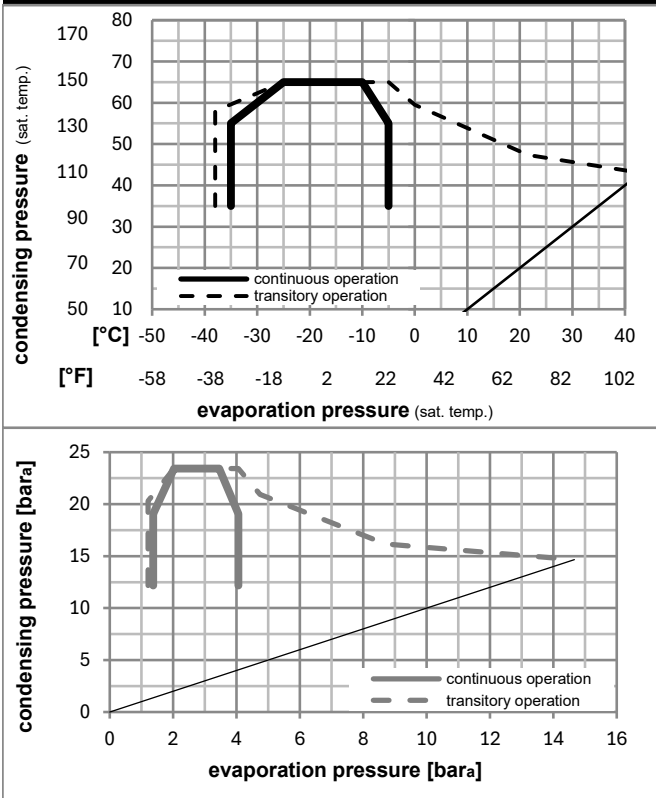 condensing pressure (sat. temp.)
170 80
70
150 60
130 50
110 40
90 30
70 20
50 10
continuous operation
transitory operation
[°C] -50 -40 -30 -20 -10 0 10 20 30 40
[°F] -58 -38 -18 2 22 42 62 82 102
evaporation pressure (sat. temp.)
condensing pressure [bara]
25
20
15
10
5
0
continuous operation
transitory operation
0 2 4 6 8 10 12 14 16
evaporation pressure [bara]